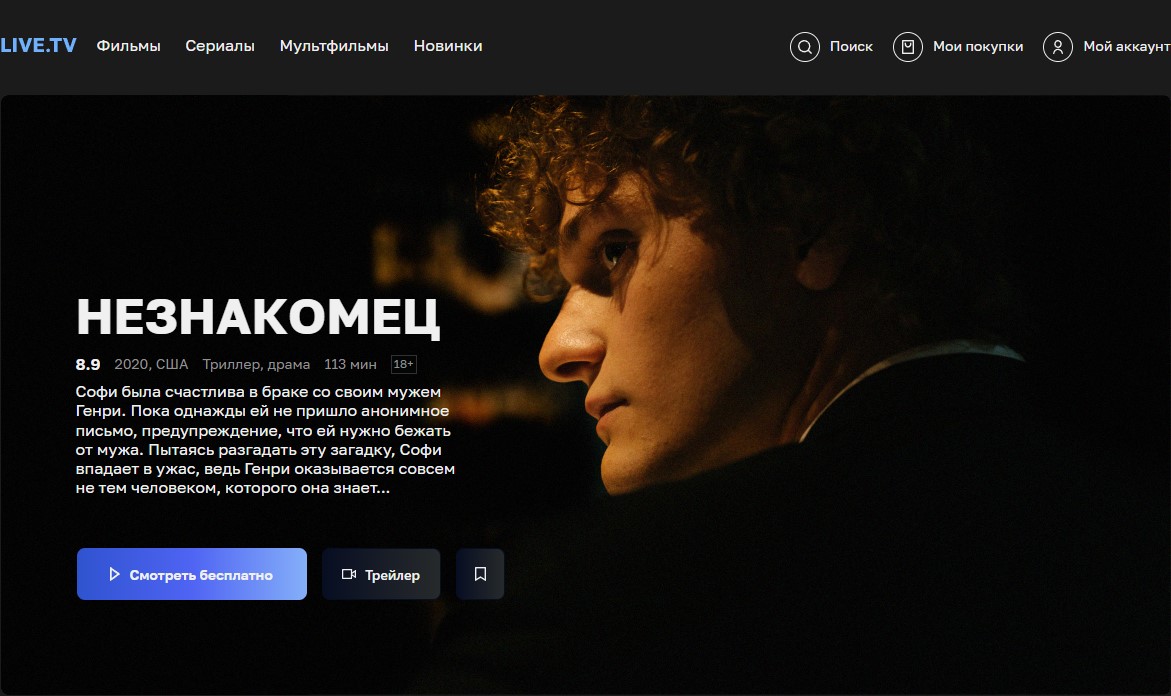 LIVE.TV Фильмы Сериалы Мультфильмы Новинки Поиск Мои покупки Мой аккаунт
НЕЗНАКОМЕЦ
8.9 2020, США Триллер, драма 113 мин 18+
Софи была счастлива в браке со своим мужем
Генри. Пока однажды ей не пришло анонимное
письмо, предупреждение, что ей нужно бежать
от мужа. Пытаясь разгадать эту загадку, Софи
впадает в ужас, ведь Генри оказывается совсем
не тем человеком, которого она знает...
Смотреть бесплатно Трейлер